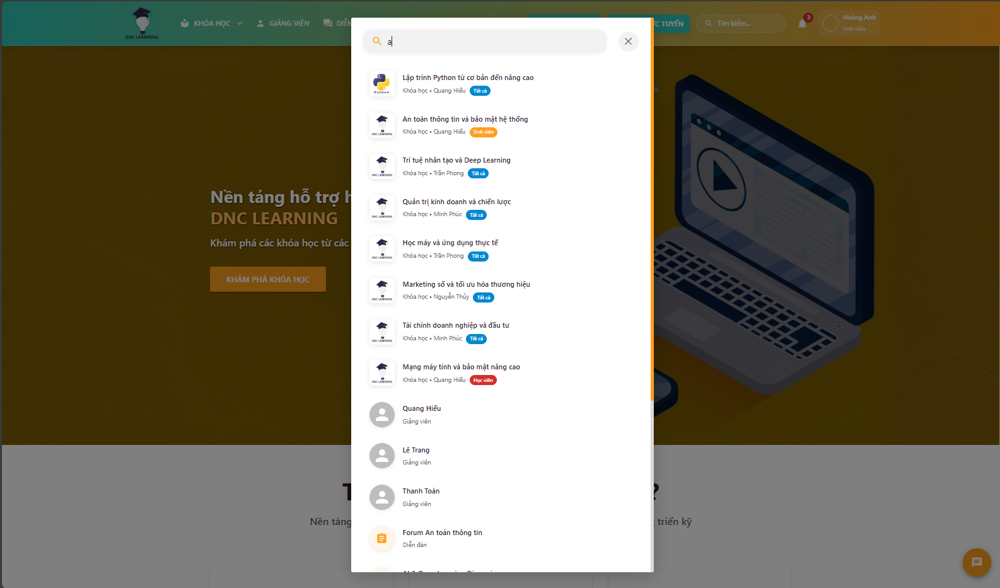 DNC LEARNING
KHÓA HỌC
GIẢNG VIÊN
DIỄN
ỰC TUYẾN
Tìm kiếm...
3
Hoàng Anh
Sinh viên
a
Lập trình Python từ cơ bản đến nâng cao
Khóa học • Quang Hiếu Tất cả
Python
An toàn thông tin và bảo mật hệ thống
Khóa học • Quang Hiếu Sinh viên
DNC LEARNING
Trí tuệ nhân tạo và Deep Learning
Khóa học • Trần Phong Tất cả
DNC LEARNING
Quản trị kinh doanh và chiến lược
Khóa học • Minh Phúc Tất cả
DNC LEARNING
Học máy và ứng dụng thực tế
Khóa học • Trần Phong Tất cả
DNC LEARNING
Marketing số và tối ưu hóa thương hiệu
Khóa học • Nguyễn Thủy Tất cả
DNC LEARNING
Tài chính doanh nghiệp và đầu tư
Khóa học • Minh Phúc Tất cả
DNC LEARNING
Mạng máy tính và bảo mật nâng cao
Khóa học • Quang Hiếu Học viên
DNC LEARNING
Quang Hiếu
Giảng viên
Lê Trang
Giảng viên
Thanh Toàn
Giảng viên
Forum An toàn thông tin
Diễn đàn
Nền tảng hỗ trợ h
DNC LEARNING
Khám phá các khóa học từ các
KHÁM PHÁ KHÓA HỌC
T
?
Nền tảng
triển kỹ